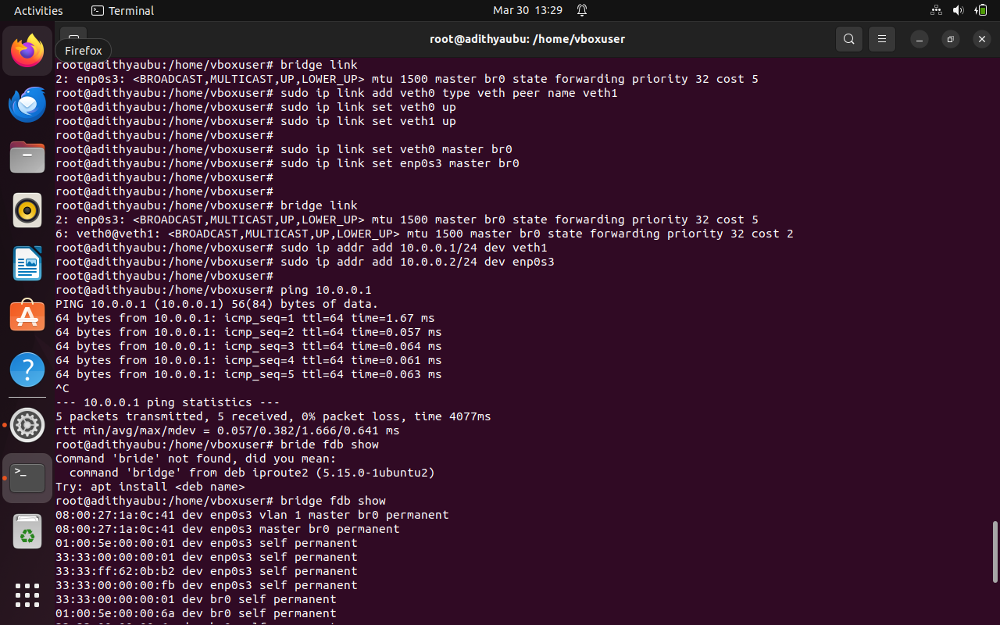 Activities
Terminal
Mar 30 13:29
root@adithyaubu: /home/vboxuser
Firefox
root@adithyaubu:/home/vboxuser# bridge link
2: enp0s3: <BROADCAST,MULTICAST,UP,LOWER_UP> mtu 1500 master br0 state forwarding priority 32 cost 5
root@adithyaubu:/home/vboxuser# sudo ip link add veth0 type veth peer name veth1
root@adithyaubu:/home/vboxuser# sudo ip link set veth0 up
root@adithyaubu:/home/vboxuser# sudo ip link set veth1 up
root@adithyaubu:/home/vboxuser#
root@adithyaubu:/home/vboxuser# sudo ip link set veth0 master br0
root@adithyaubu:/home/vboxuser# sudo ip link set enp0s3 master br0
root@adithyaubu:/home/vboxuser#
root@adithyaubu:/home/vboxuser#
root@adithyaubu:/home/vboxuser# bridge link
2: enp0s3: <BROADCAST,MULTICAST,UP,LOWER_UP> mtu 1500 master br0 state forwarding priority 32 cost 5
6: veth0@veth1: <BROADCAST,MULTICAST,UP,LOWER_UP> mtu 1500 master br0 state forwarding priority 32 cost 2
root@adithyaubu:/home/vboxuser# sudo ip addr add 10.0.0.1/24 dev veth1
root@adithyaubu:/home/vboxuser# sudo ip addr add 10.0.0.2/24 dev enp0s3
root@adithyaubu:/home/vboxuser#
root@adithyaubu:/home/vboxuser# ping 10.0.0.1
PING 10.0.0.1 (10.0.0.1) 56(84) bytes of data.
64 bytes from 10.0.0.1: icmp_seq=1 ttl=64 time=1.67 ms
64 bytes from 10.0.0.1: icmp_seq=2 ttl=64 time=0.057 ms
64 bytes from 10.0.0.1: icmp_seq=3 ttl=64 time=0.064 ms
64 bytes from 10.0.0.1: icmp_seq=4 ttl=64 time=0.061 ms
64 bytes from 10.0.0.1: icmp_seq=5 ttl=64 time=0.063 ms
^C
--- 10.0.0.1 ping statistics ---
5 packets transmitted, 5 received, 0% packet loss, time 4077ms
rtt min/avg/max/mdev = 0.057/0.382/1.666/0.641 ms
root@adithyaubu:/home/vboxuser# bride fdb show
Command 'bride' not found, did you mean:
  command 'bridge' from deb iproute2 (5.15.0-1ubuntu2)
Try: apt install <deb name>
root@adithyaubu:/home/vboxuser# bridge fdb show
08:00:27:1a:0c:41 dev enp0s3 vlan 1 master br0 permanent
08:00:27:1a:0c:41 dev enp0s3 master br0 permanent
01:00:5e:00:00:01 dev enp0s3 self permanent
33:33:00:00:00:01 dev enp0s3 self permanent
33:33:ff:62:0b:b2 dev enp0s3 self permanent
33:33:00:00:00:fb dev enp0s3 self permanent
33:33:00:00:00:01 dev br0 self permanent
01:00:5e:00:00:6a dev br0 self permanent